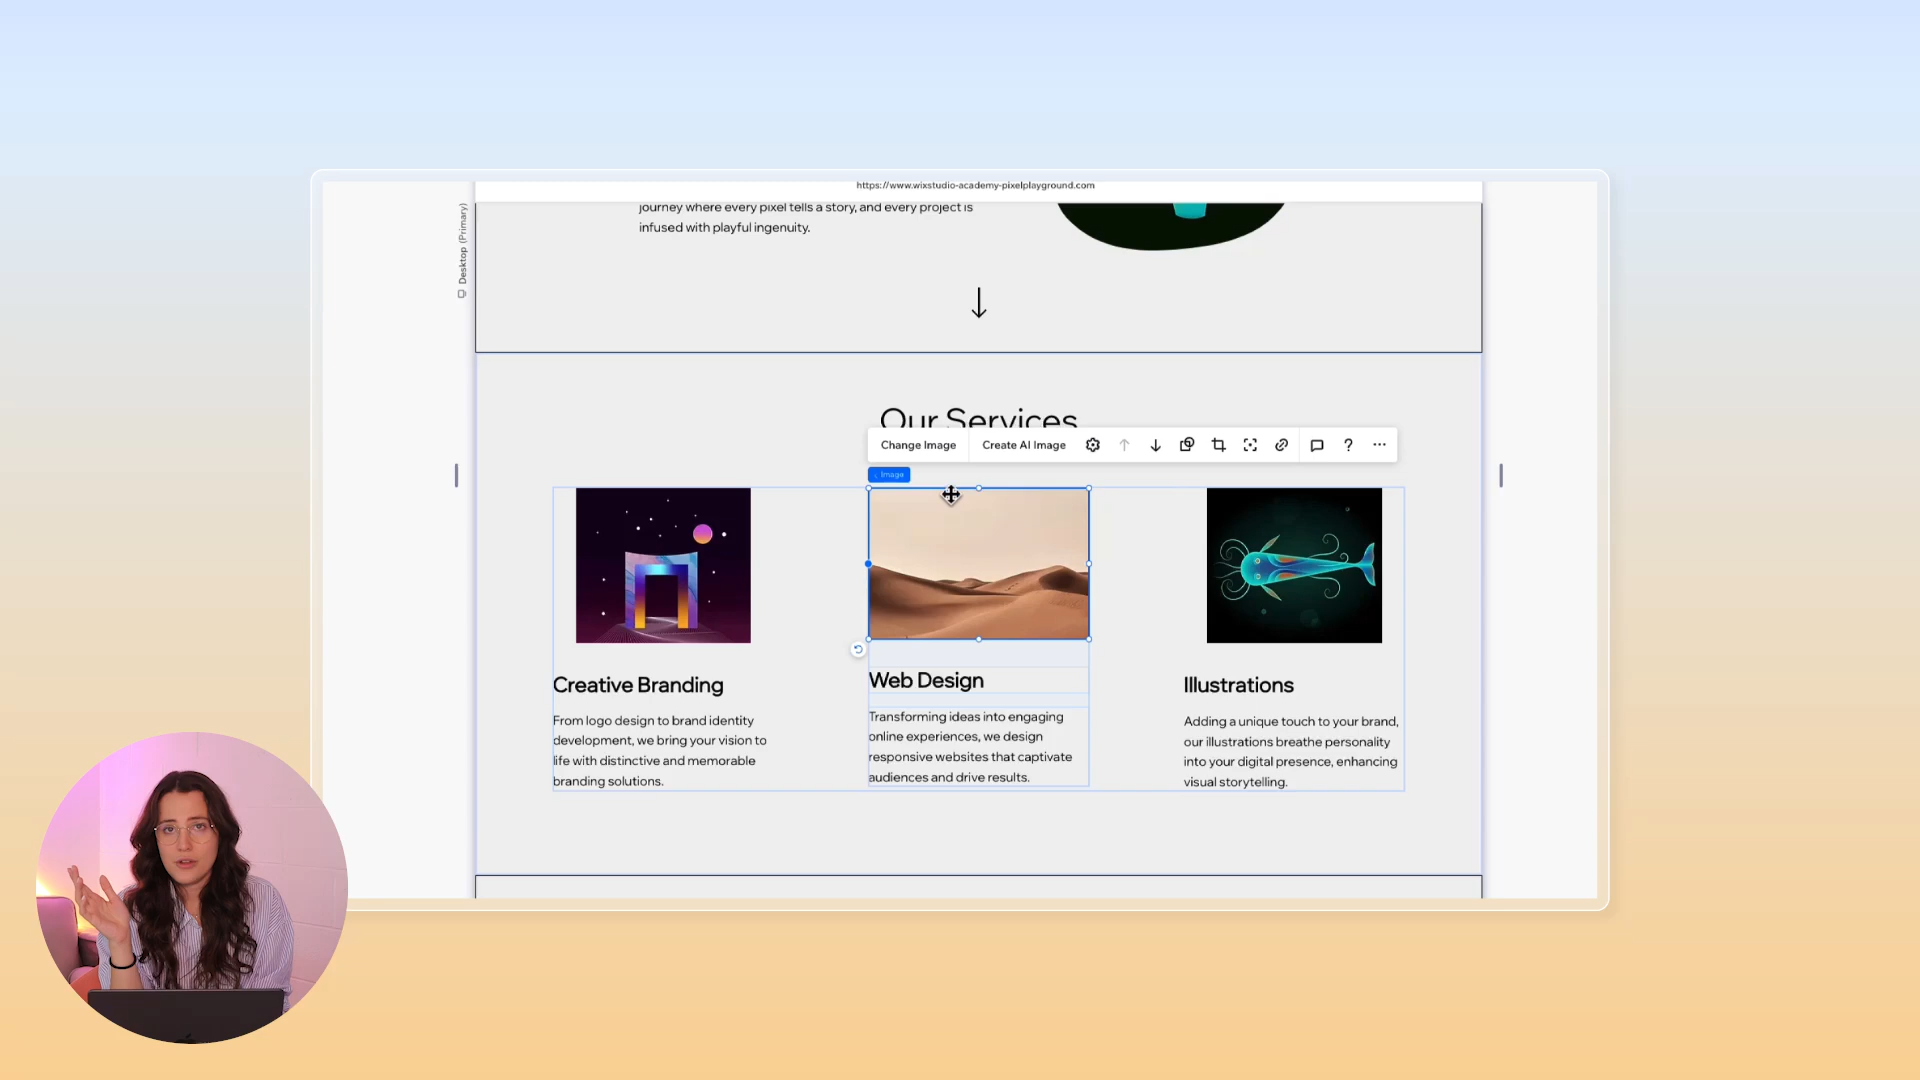 https://www.wixstudio-academy-pixelplayground.com
Desktop (Primary)
journey where every pixel tells a story, and every project is
infused with playful ingenuity.
Our Services
Change Image
Create AI Image
Image
Creative Branding
From logo design to brand identity
development, we bring your vision to
life with distinctive and memorable
branding solutions.
Web Design
Transforming ideas into engaging
online experiences, we design
responsive websites that captivate
audiences and drive results.
Illustrations
Adding a unique touch to your brand,
our illustrations breathe personality
into your digital presence, enhancing
visual storytelling.